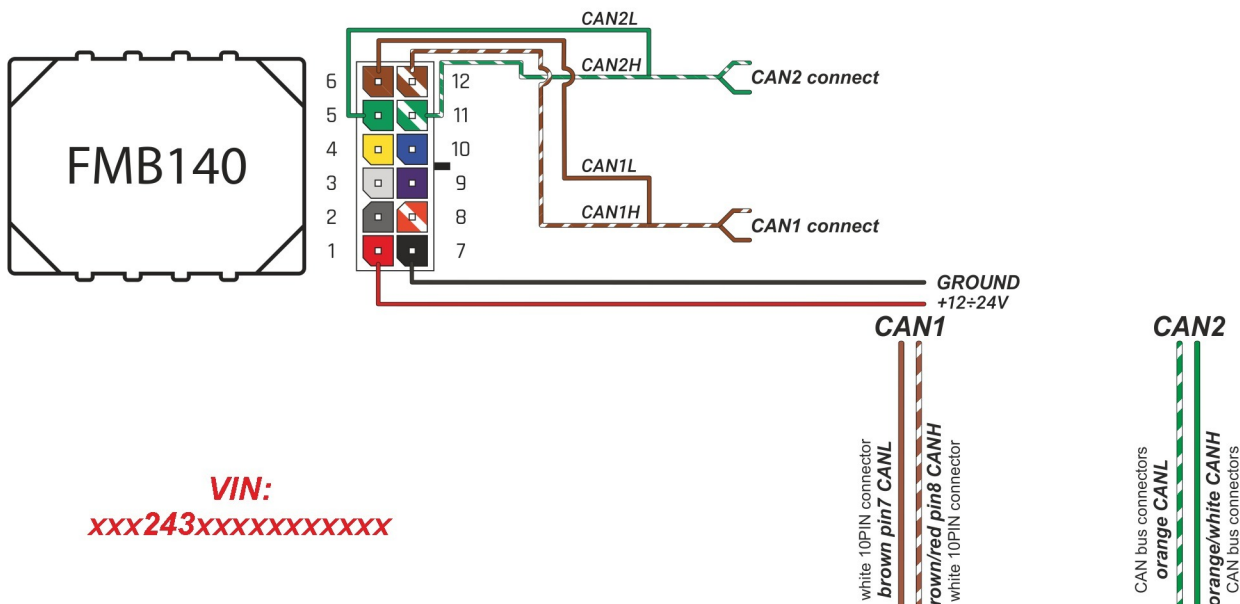 CAN2L
CAN2H
CAN2 connect
FMB140
6
12
5
11
4
10
3
9
2
8
1
7
CAN1L
CAN1H
CAN1 connect
GROUND
+12÷24V
CAN1
CAN2
VIN:
xxx243xxxxxxxxxxx
white 10PIN connector
brown pin7 CANL
rown/red pin8 CANH
white 10PIN connector
CAN bus connectors
orange CANL
orange/white CANH
CAN bus connectors